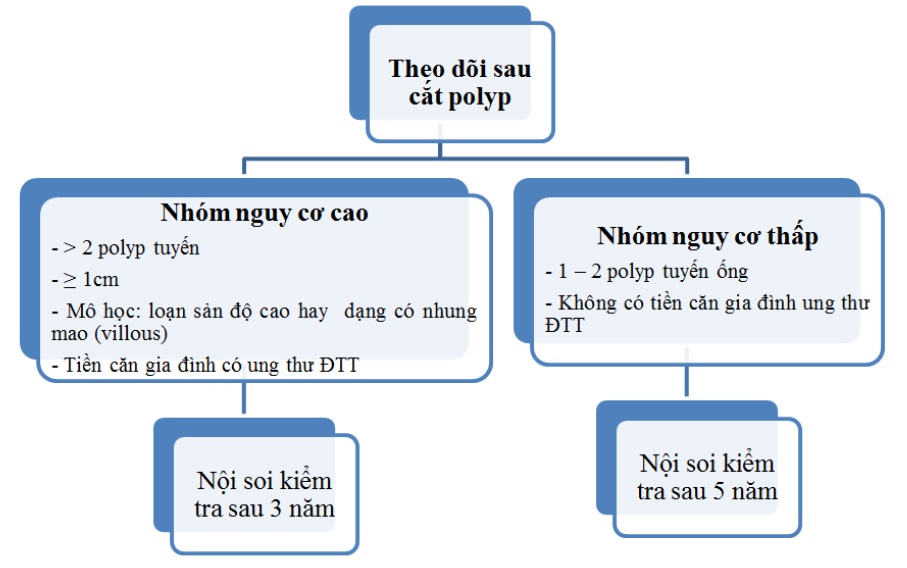 Theo dõi sau
cắt polyp
Nhóm nguy cơ cao
- > 2 polyp tuyến
- ≥ 1cm
- Mô học: loạn sản độ cao hay dạng có nhung
mao (villous)
- Tiền căn gia đình có ung thư ĐTT
Nhóm nguy cơ thấp
- 1 – 2 polyp tuyến ống
- Không có tiền căn gia đình ung thư
ĐTT
Nội soi kiểm
tra sau 3 năm
Nội soi kiểm
tra sau 5 năm